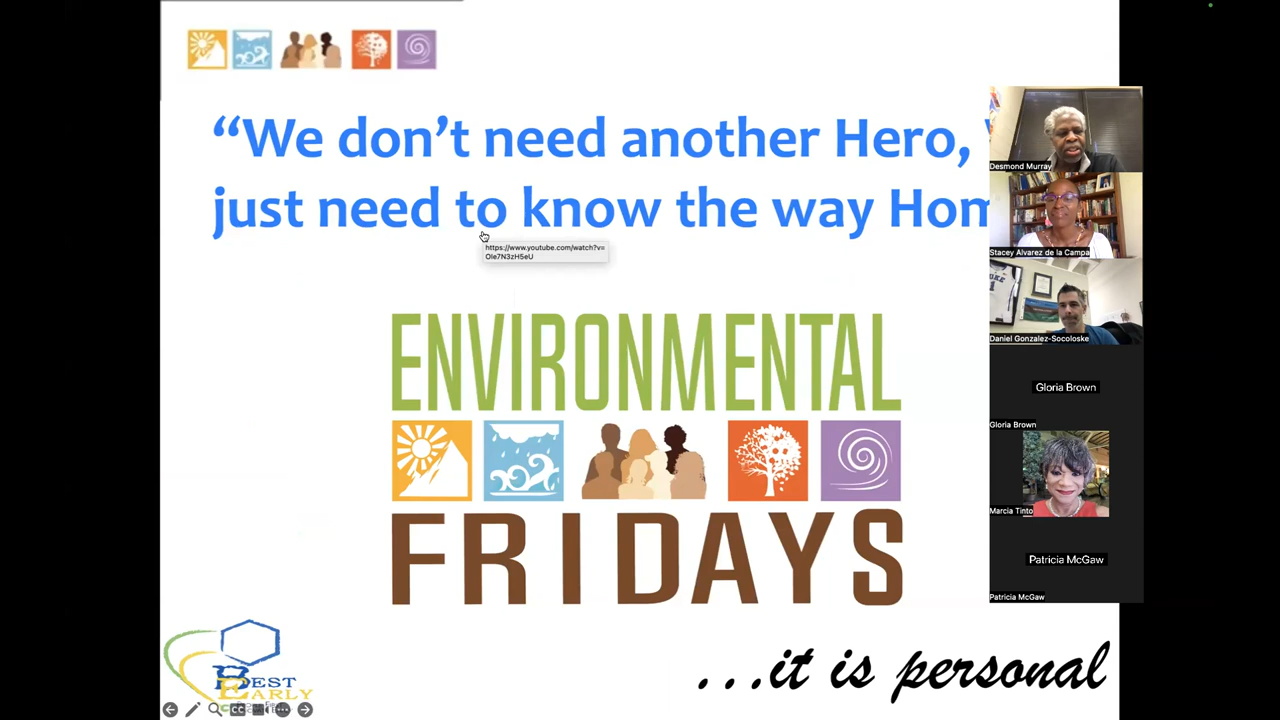 “We don’t need another Hero,
just need to know the way Hom
https://www.youtube.com/watch?v=
OIe7N3zH5eU
ENVIRONMENTAL
FRIDAYS
...it is personal
BEST
EARLY
CC
Desmond Murray
Stacey Alvarez de la Campa
Daniel Gonzalez-Socoloske
Gloria Brown
Gloria Brown
Marcia Tinto
Patricia McGaw
Patricia McGaw